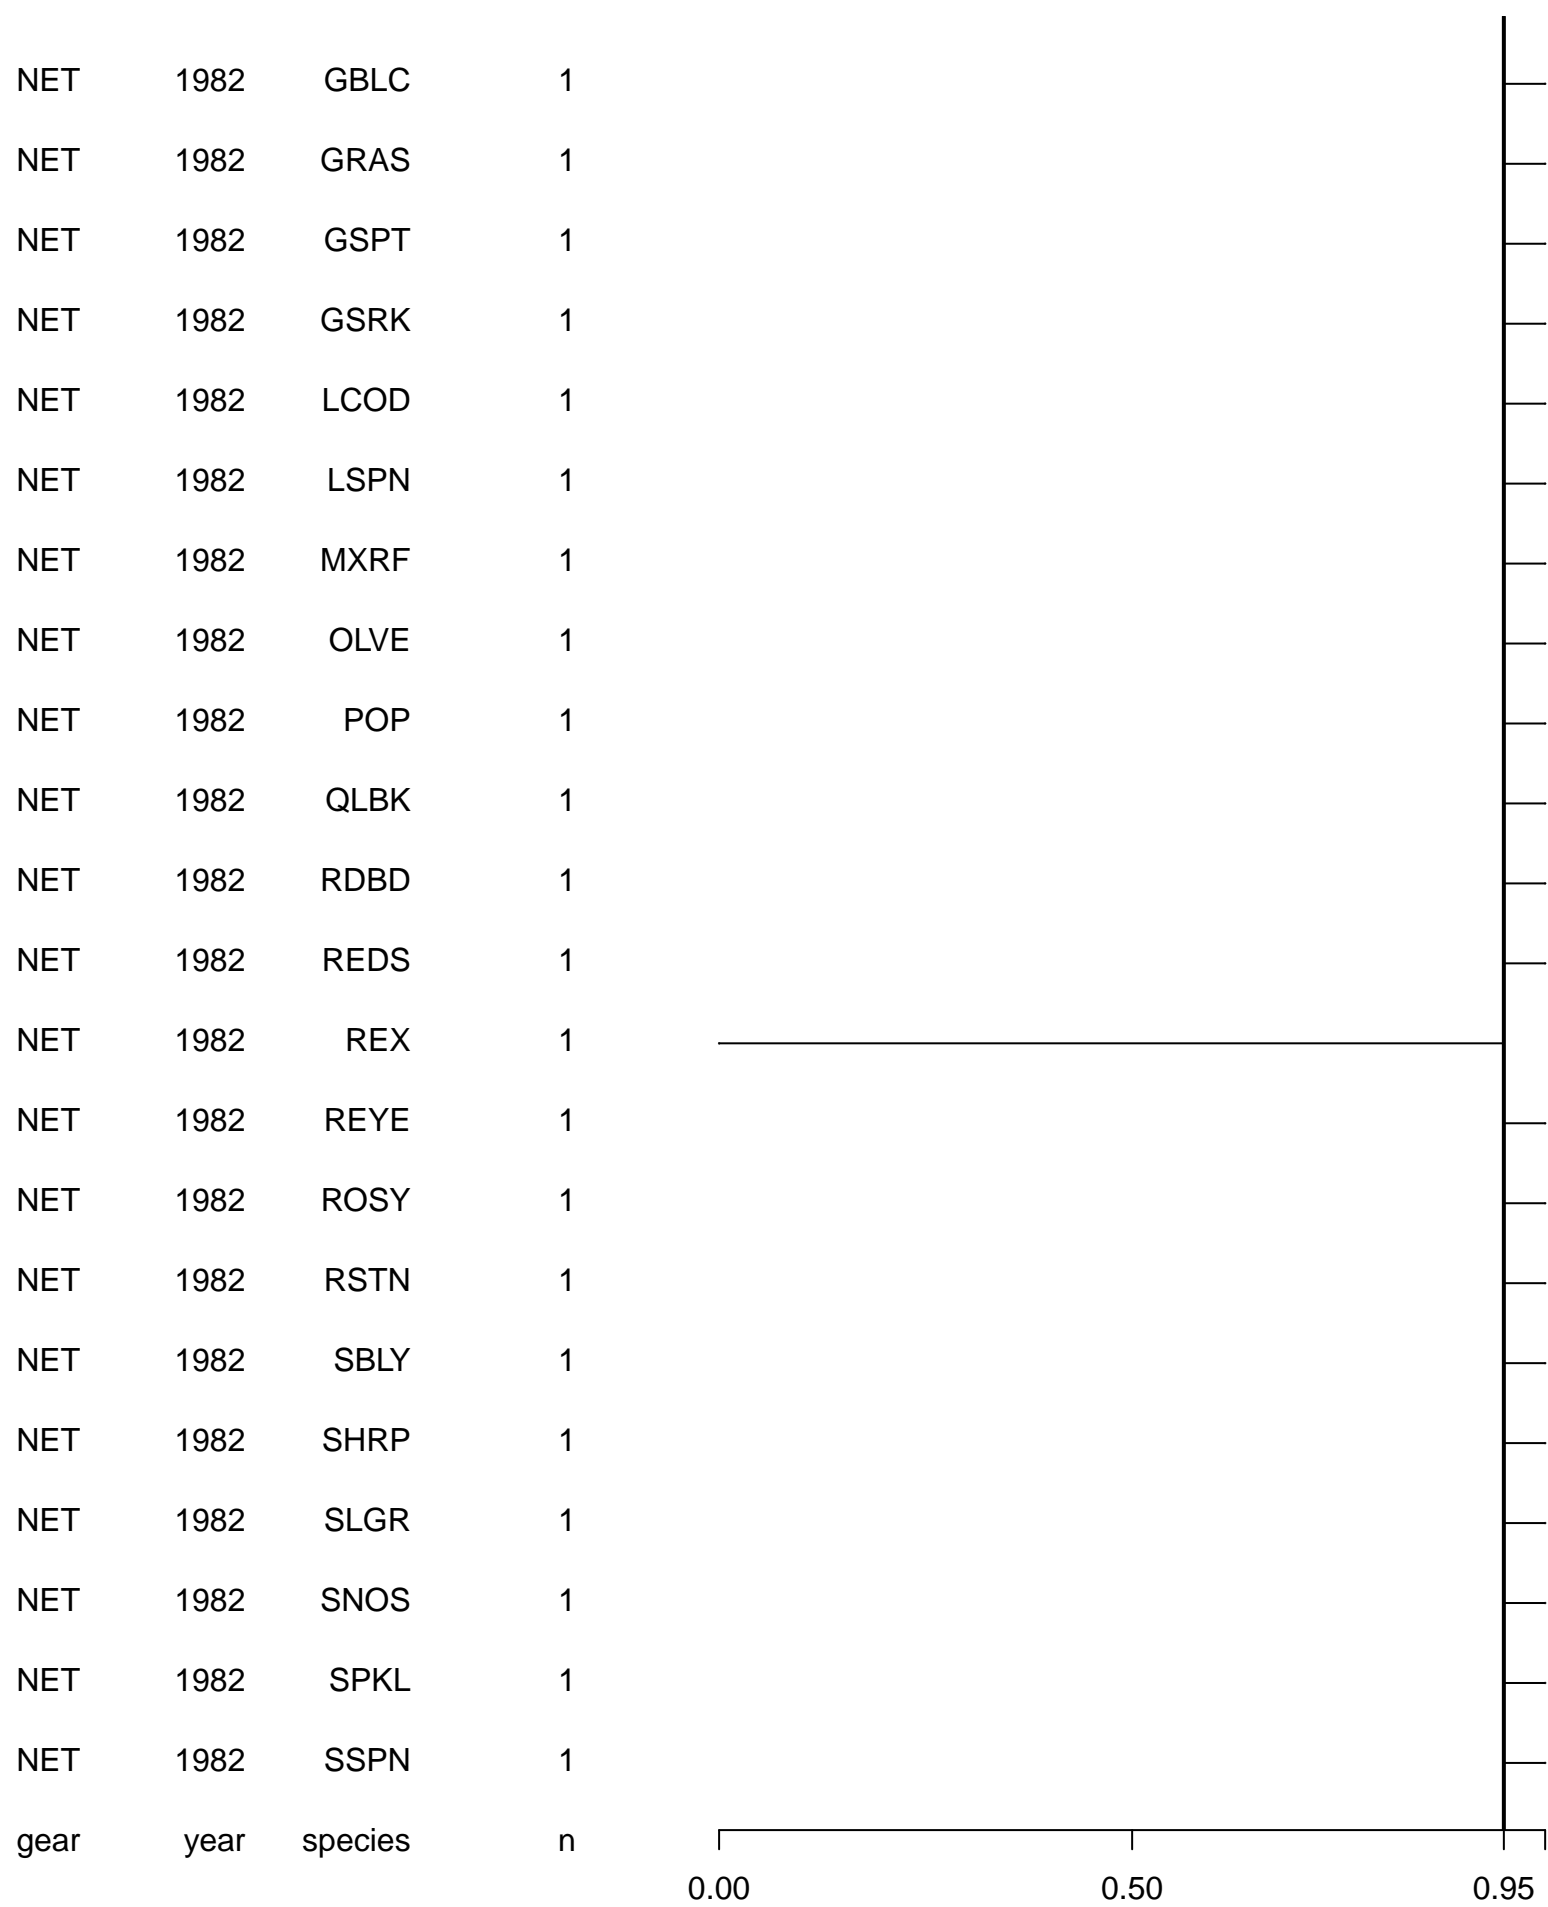 NET 1982 GBLC 1
NET 1982 GRAS 1
NET 1982 GSPT 1
NET 1982 GSRK 1
NET 1982 LCOD 1
NET 1982 LSPN 1
NET 1982 MXRF 1
NET 1982 OLVE 1
NET 1982 POP 1
NET 1982 QLBK 1
NET 1982 RDBD 1
NET 1982 REDS 1
NET 1982 REX 1
NET 1982 REYE 1
NET 1982 ROSY 1
NET 1982 RSTN 1
NET 1982 SBLY 1
NET 1982 SHRP 1
NET 1982 SLGR 1
NET 1982 SNOS 1
NET 1982 SPKL 1
NET 1982 SSPN 1
gear year species n
0.00 0.50 0.95